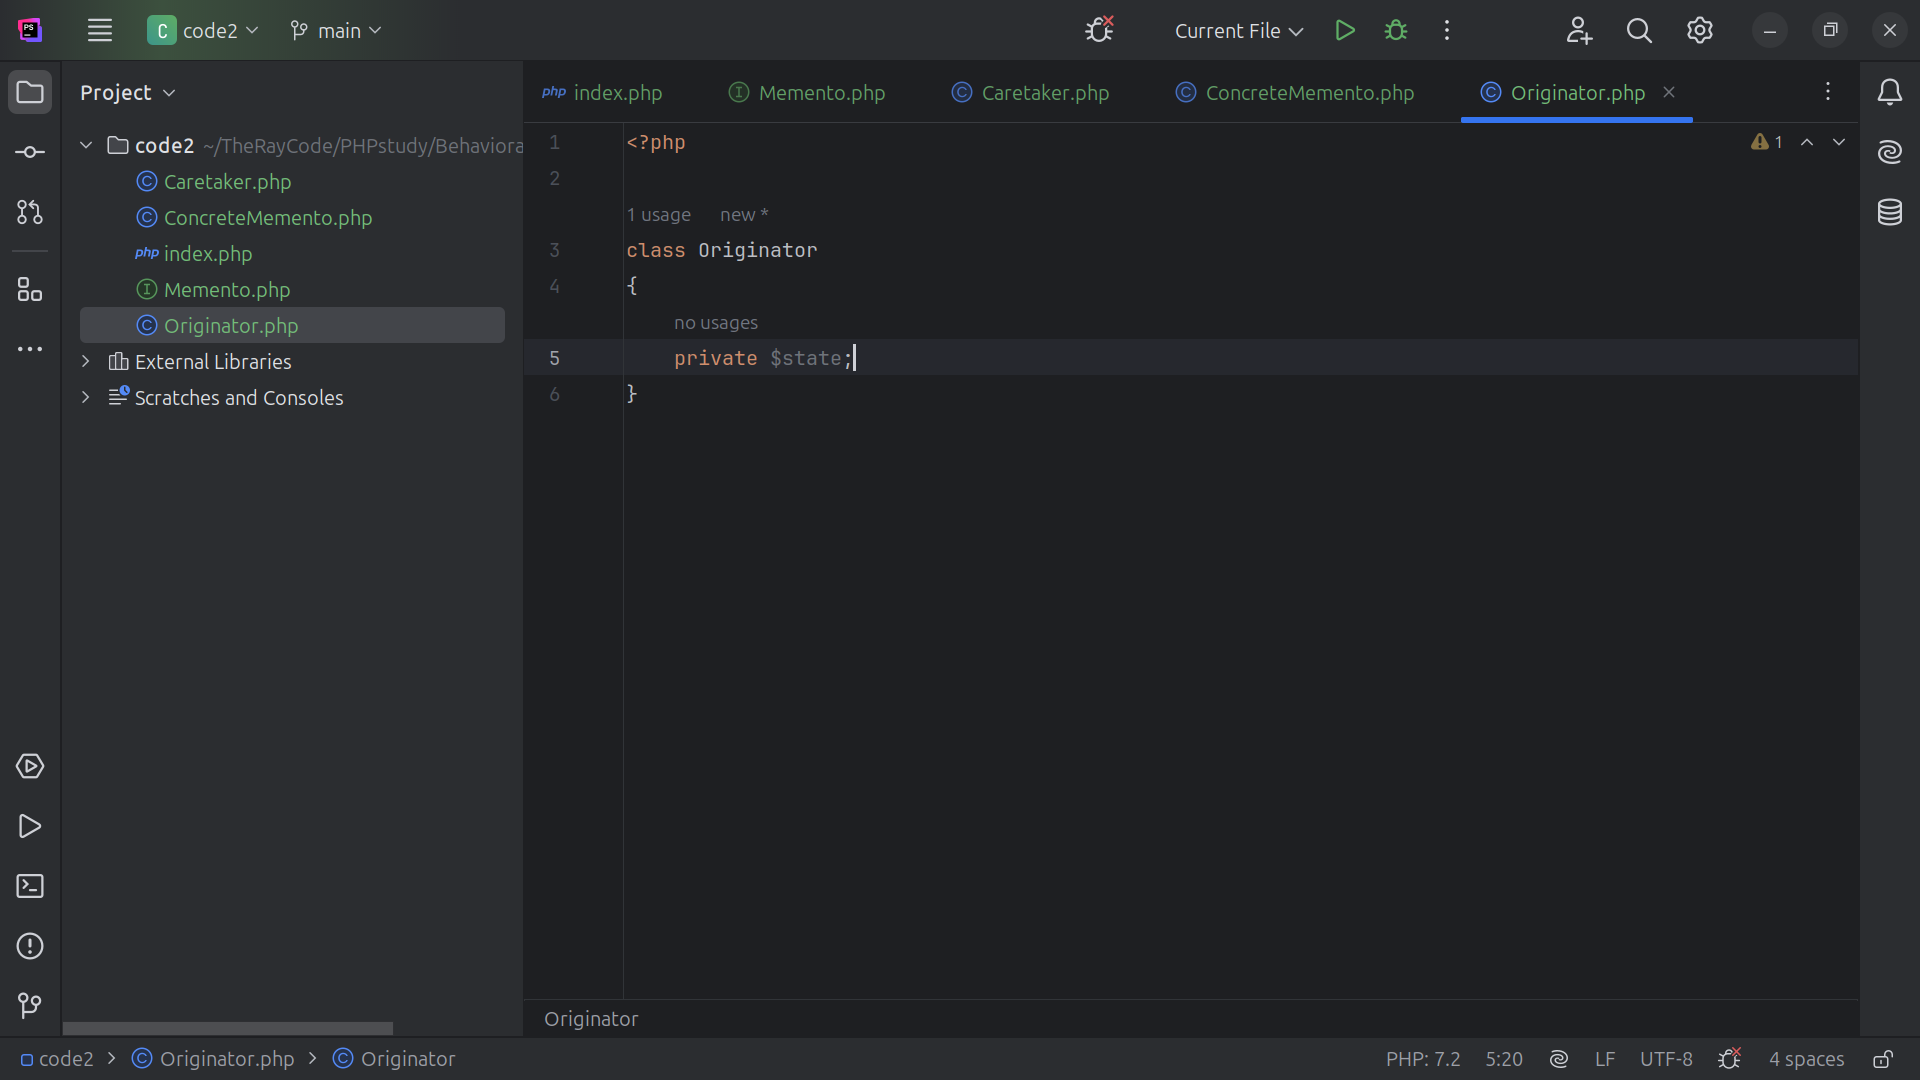 PS
C code2 main Current File
Project
code2 ~/TheRayCode/PHPstudy/Behaviora
Caretaker.php
ConcreteMemento.php
php index.php
Memento.php
Originator.php
External Libraries
Scratches and Consoles
php index.php I Memento.php C Caretaker.php C ConcreteMemento.php C Originator.php
1 <?php
1
2
1 usage new *
3 class Originator
4 {
no usages
5 private $state;
6 }
Originator
code2 > C Originator.php > C Originator
PHP: 7.2 5:20 LF UTF-8 4 spaces